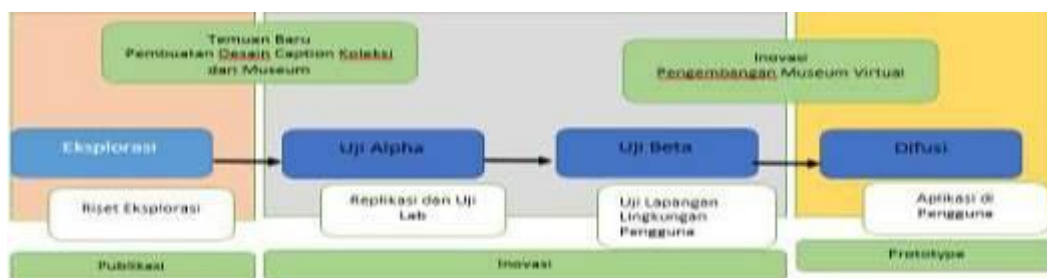 Temuan Baru
Pembuatan Desain Caption Koleksi
dan Museum
Inovasi
Pengembangan Museum Virtual
Eksplorasi
Uji Alpha
Uji Beta
Difusi
Riset Eksplorasi
Replikasi dan Uji
Lab
Uji Lapangan
Lingkungan
Pengguna
Aplikasi di
Pengguna
Publikasi
Inovasi
Prototype